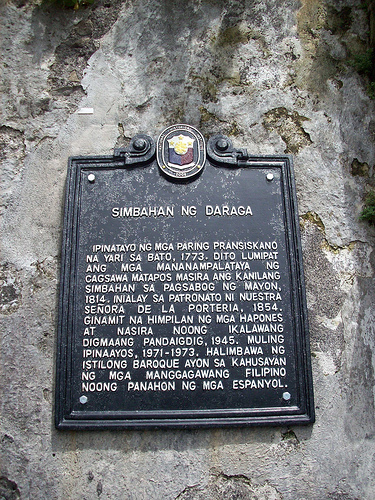 SIMBAHAN NG DARAGA
IPINATAYO NG MGA PARING PRANSISKANO
NA YARI SA BATO, 1773. DITO LUMIPAT
ANG MGA MANANAMPALATAYA NG
CAGSAWA MATAPOS MASIRA ANG KANILANG
SIMBAHAN SA PAGSABOG NG MAYON,
1814. INIALAY SA PATRONATO NI NUESTRA
SEÑORA DE LA PORTERIA, 1854.
GINAMIT NA HIMPILAN NG MGA HAPONES
AT NASIRA NOONG IKALAWANG
DIGMAANG PANDAIGDIG, 1945. MULING
IPINAAYOS, 1971-1973. HALIMBAWA NG
ISTILONG BAROQUE AYON SA KAHUSAYAN
NG MGA MANGGAGAWANG FILIPINO
NOONG PANAHON NG MGA ESPANYOL.